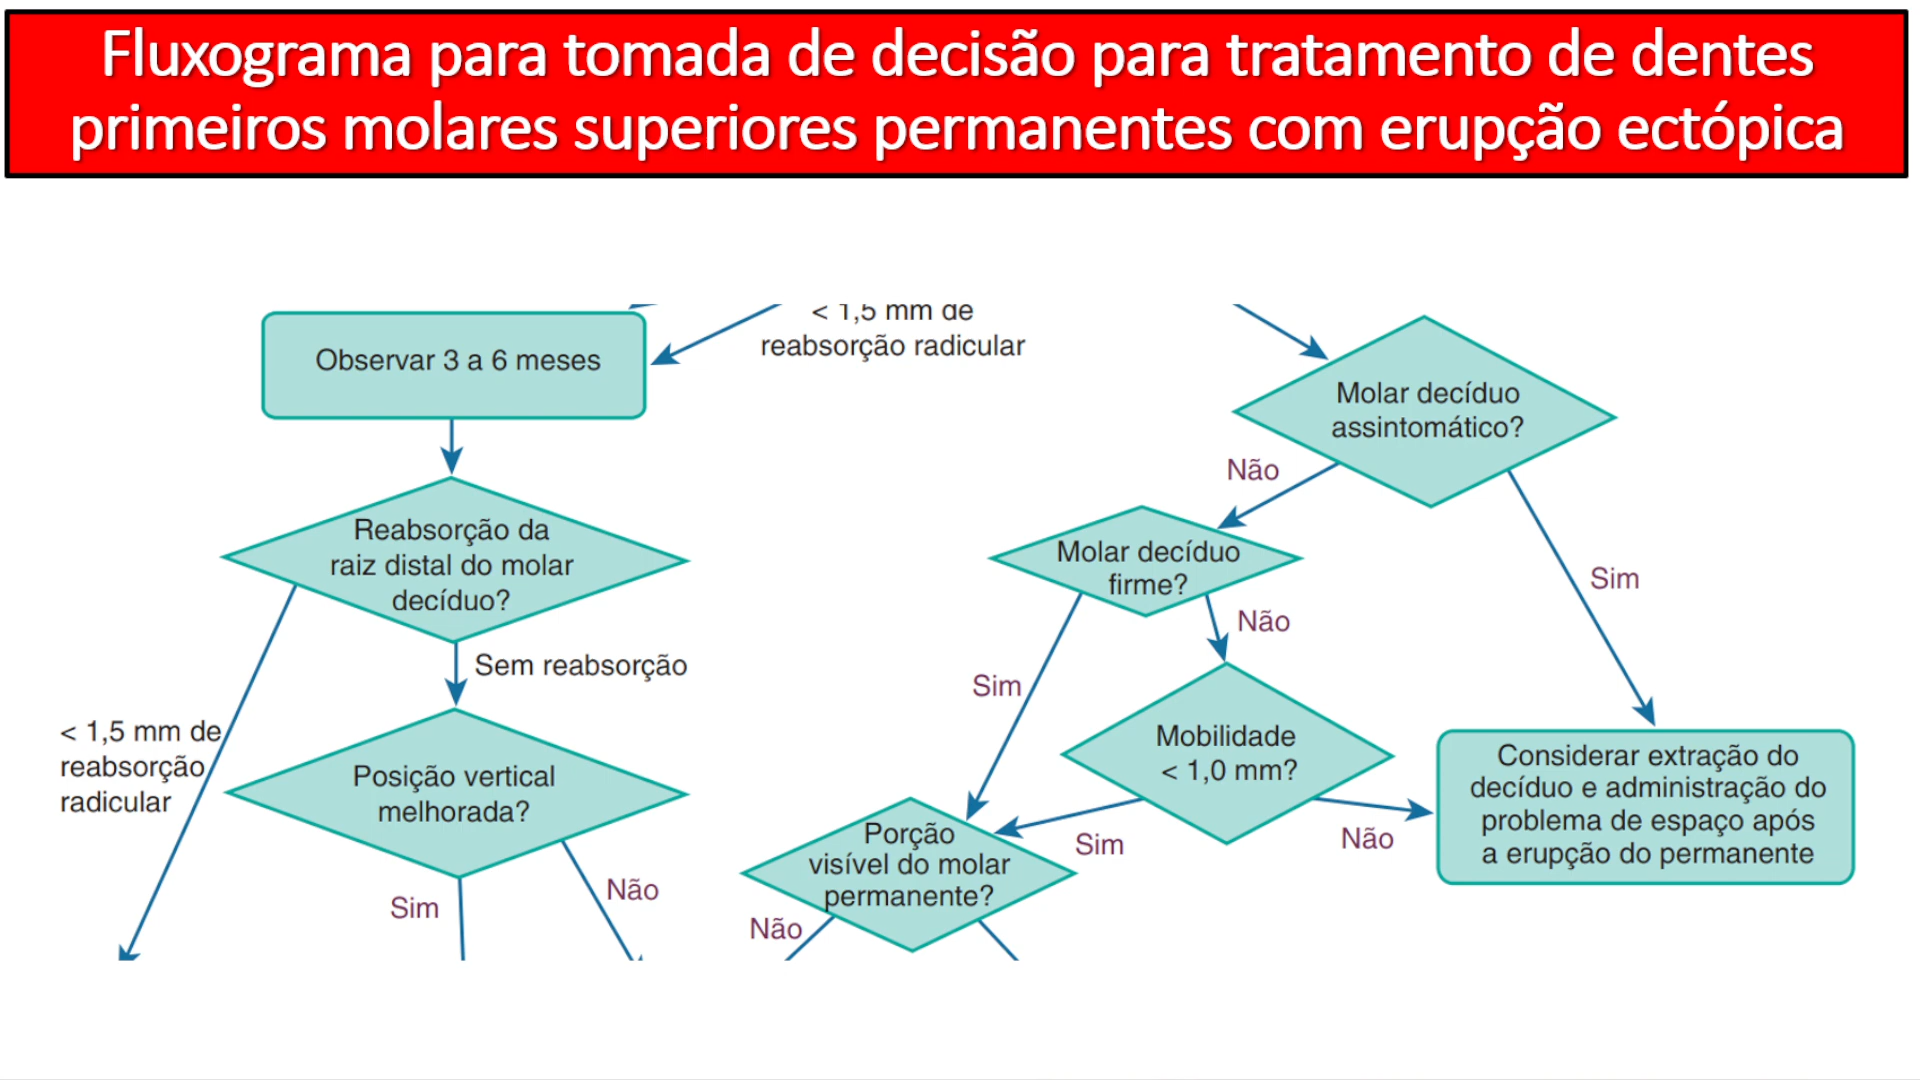 Fluxograma para tomada de decisão para tratamento de dentes
primeiros molares superiores permanentes com erupção ectópica
< 1,5 mm de
reabsorção radicular
Observar 3 a 6 meses
Reabsorção da
raiz distal do molar
decíduo?
Sem reabsorção
< 1,5 mm de
reabsorção
radicular
Posição vertical
melhorada?
Sim
Não
Molar decíduo
assintomático?
Não
Sim
Molar decíduo
firme?
Não
Sim
Mobilidade
< 1,0 mm?
Sim
Não
Considerar extração do
decíduo e administração do
problema de espaço após
a erupção do permanente
Porção
visível do molar
permanente?
Não